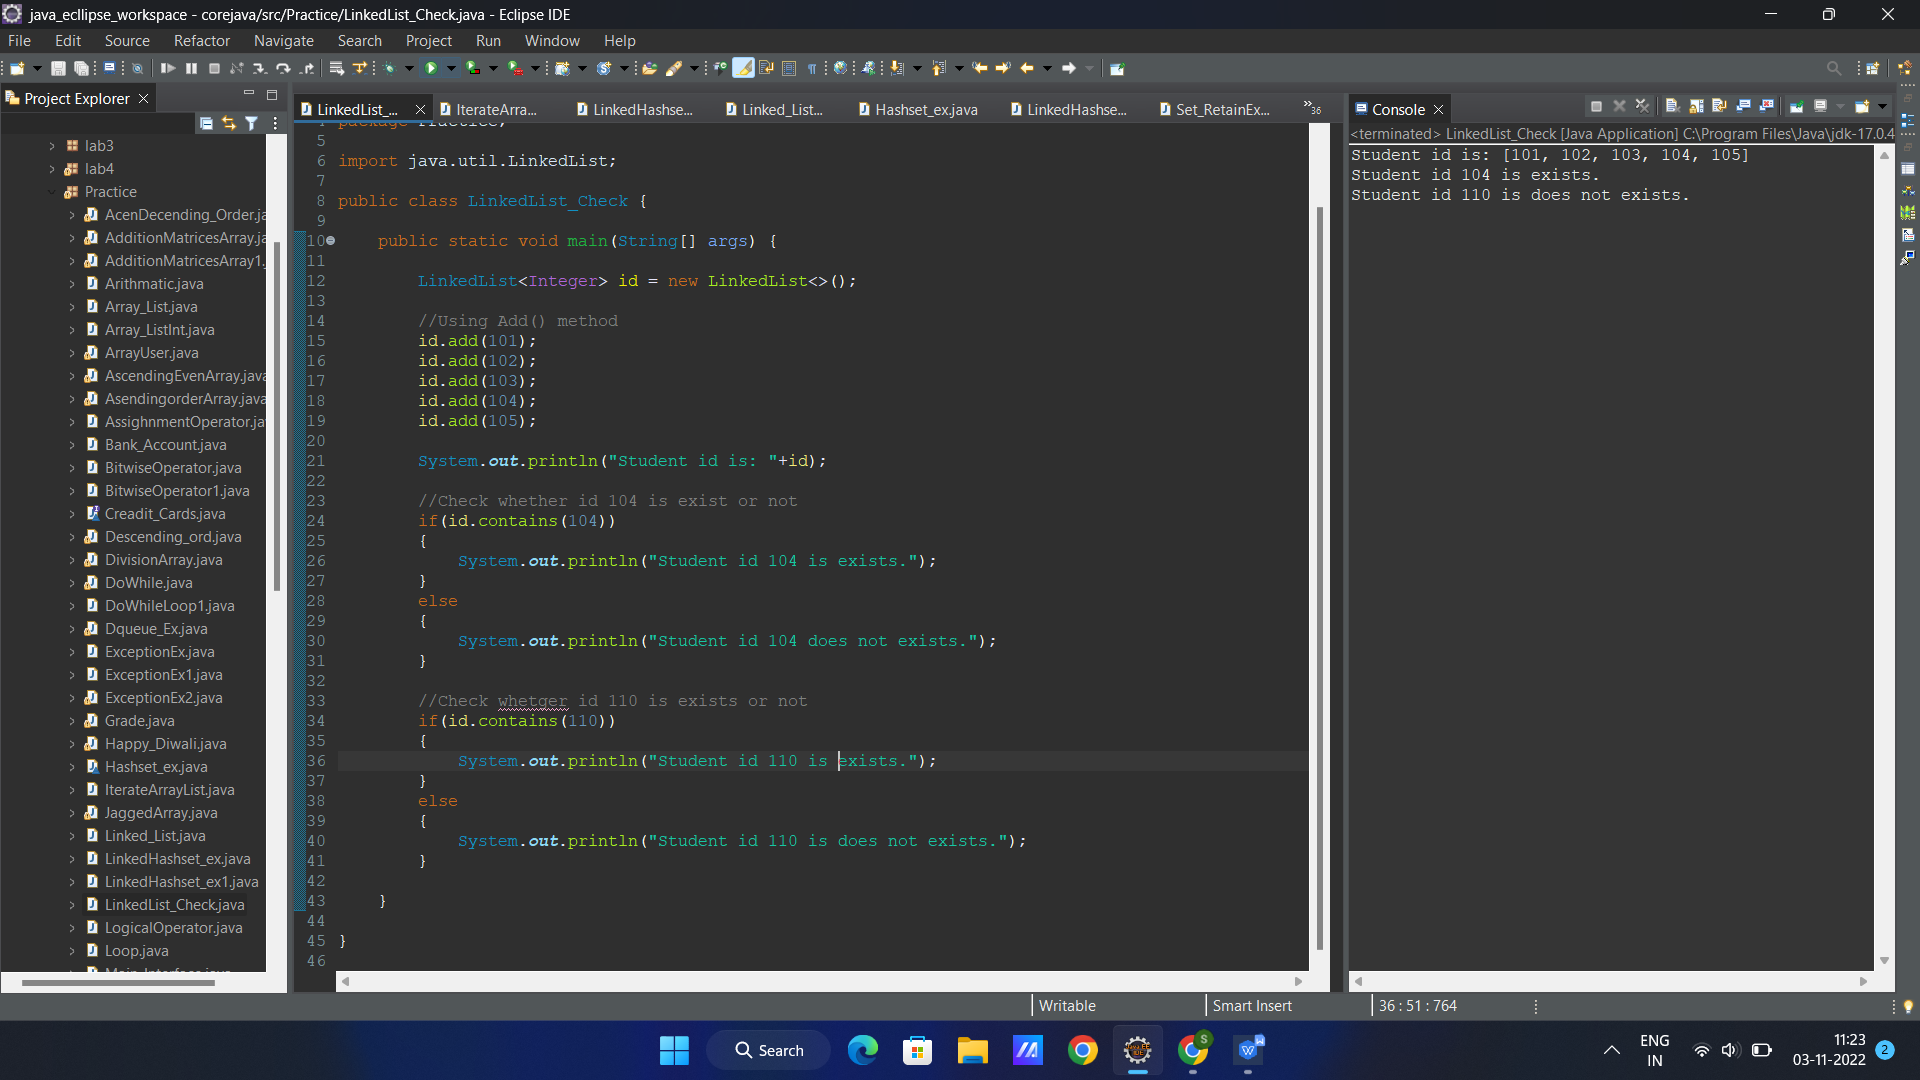 java_ecllipse_workspace - corejava/src/Practice/LinkedList_Check.java - Eclipse IDE
File Edit Source Refactor Navigate Search Project Run Window Help
Project Explorer
lab3
lab4
Practice
AcenDecending_Order.ja
AdditionMatricesArray.ja
AdditionMatricesArray1.
Arithmatic.java
Array_List.java
Array_ListInt.java
ArrayUser.java
AscendingEvenArray.java
AsendingorderArray.java
AssighnmentOperator.ja
Bank_Account.java
BitwiseOperator.java
BitwiseOperator1.java
Creadit_Cards.java
Descending_ord.java
DivisionArray.java
DoWhile.java
DoWhileLoop1.java
Dqueue_Ex.java
ExceptionEx.java
ExceptionEx1.java
ExceptionEx2.java
Grade.java
Happy_Diwali.java
Hashset_ex.java
IterateArrayList.java
JaggedArray.java
Linked_List.java
LinkedHashset_ex.java
LinkedHashset_ex1.java
LinkedList_Check.java
LogicalOperator.java
Loop.java
LinkedList_... IterateArra... LinkedHashse... Linked_List... Hashset_ex.java LinkedHashse... Set_RetainEx... »36
5
6 import java.util.LinkedList;
7
8 public class LinkedList_Check {
9
10 public static void main(String[] args) {
11
12 LinkedList<Integer> id = new LinkedList<>();
13
14 //Using Add() method
15 id.add(101);
16 id.add(102);
17 id.add(103);
18 id.add(104);
19 id.add(105);
20
21 System.out.println("Student id is: "+id);
22
23 //Check whether id 104 is exist or not
24 if(id.contains(104))
25 {
26 System.out.println("Student id 104 is exists.");
27 }
28 else
29 {
30 System.out.println("Student id 104 does not exists.");
31 }
32
33 //Check whetger id 110 is exists or not
34 if(id.contains(110))
35 {
36 System.out.println("Student id 110 is exists.");
37 }
38 else
39 {
40 System.out.println("Student id 110 is does not exists.");
41 }
42
43 }
44
45 }
46
Console
<terminated> LinkedList_Check [Java Application] C:\Program Files\Java\jdk-17.0.4
Student id is: [101, 102, 103, 104, 105]
Student id 104 is exists.
Student id 110 is does not exists.
Writable Smart Insert 36 : 51 : 764
Search
ENG
IN
11:23
03-11-2022
2